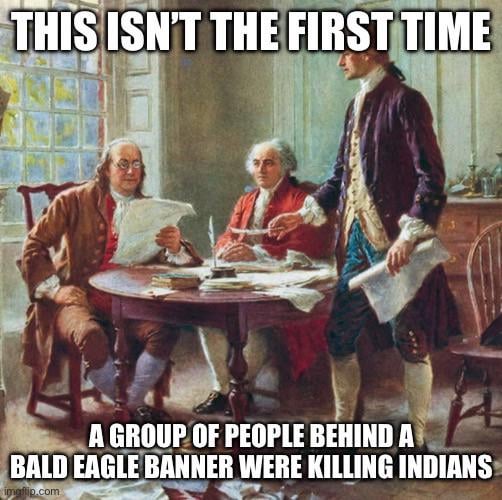 THIS ISN'T THE FIRST TIME
A GROUP OF PEOPLE BEHIND A
BALD EAGLE BANNER WERE KILLING INDIANS
imgflip.com